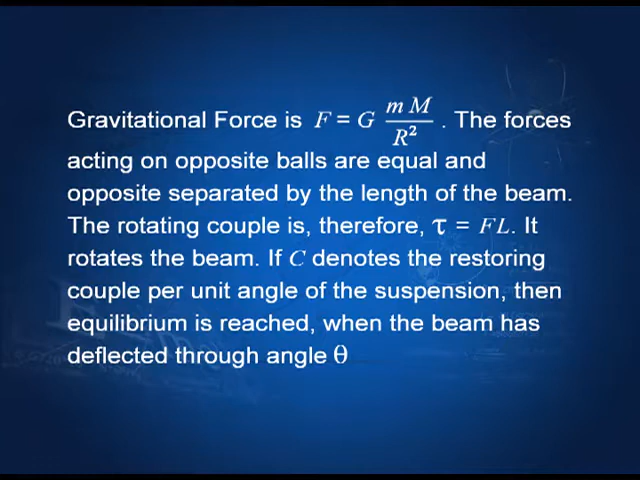 Gravitational Force is F = G mM/R² . The forces
acting on opposite balls are equal and
opposite separated by the length of the beam.
The rotating couple is, therefore, τ = FL. It
rotates the beam. If C denotes the restoring
couple per unit angle of the suspension, then
equilibrium is reached, when the beam has
deflected through angle θ